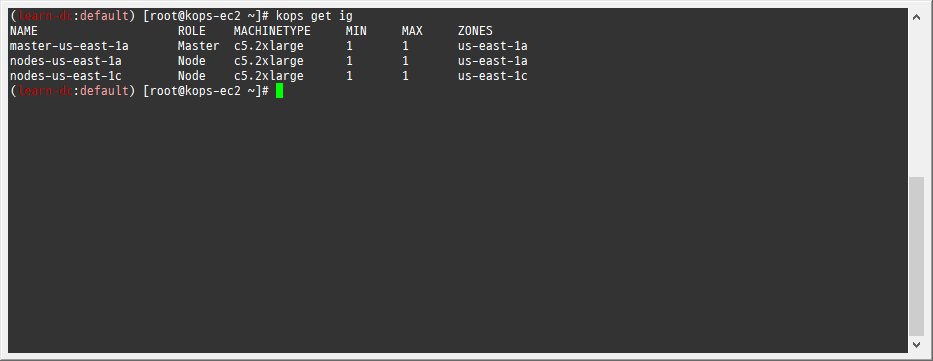 (learn-dc:default) [root@kops-ec2 ~]# kops get ig
NAME ROLE MACHINETYPE MIN MAX ZONES
master-us-east-1a Master c5.2xlarge 1 1 us-east-1a
nodes-us-east-1a Node c5.2xlarge 1 1 us-east-1a
nodes-us-east-1c Node c5.2xlarge 1 1 us-east-1c
(learn-dc:default) [root@kops-ec2 ~]#